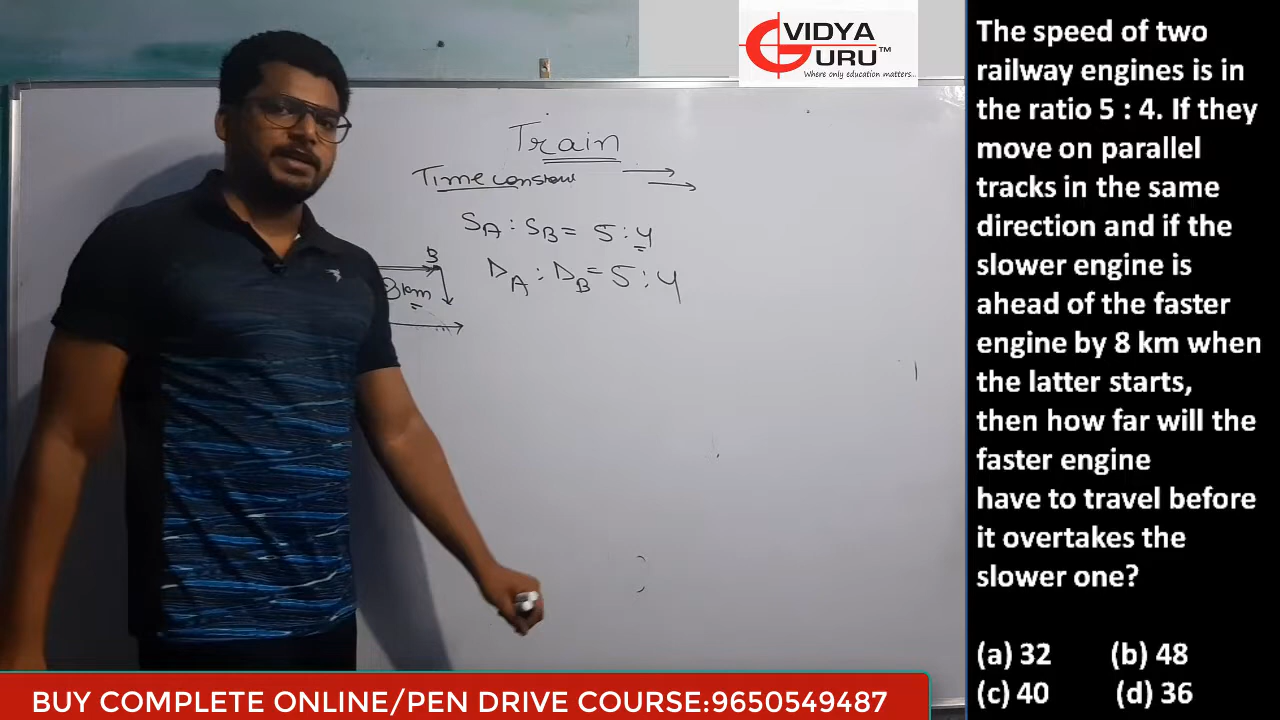 VIDYA
GURU™
Where only education matters...
Train
Time constant
SA : SB = 5 : 4
DA : DB = 5 : 4
B
8 km
The speed of two
railway engines is in
the ratio 5 : 4. If they
move on parallel
tracks in the same
direction and if the
slower engine is
ahead of the faster
engine by 8 km when
the latter starts,
then how far will the
faster engine
have to travel before
it overtakes the
slower one?
(a) 32 (b) 48
(c) 40 (d) 36
BUY COMPLETE ONLINE/PEN DRIVE COURSE:9650549487